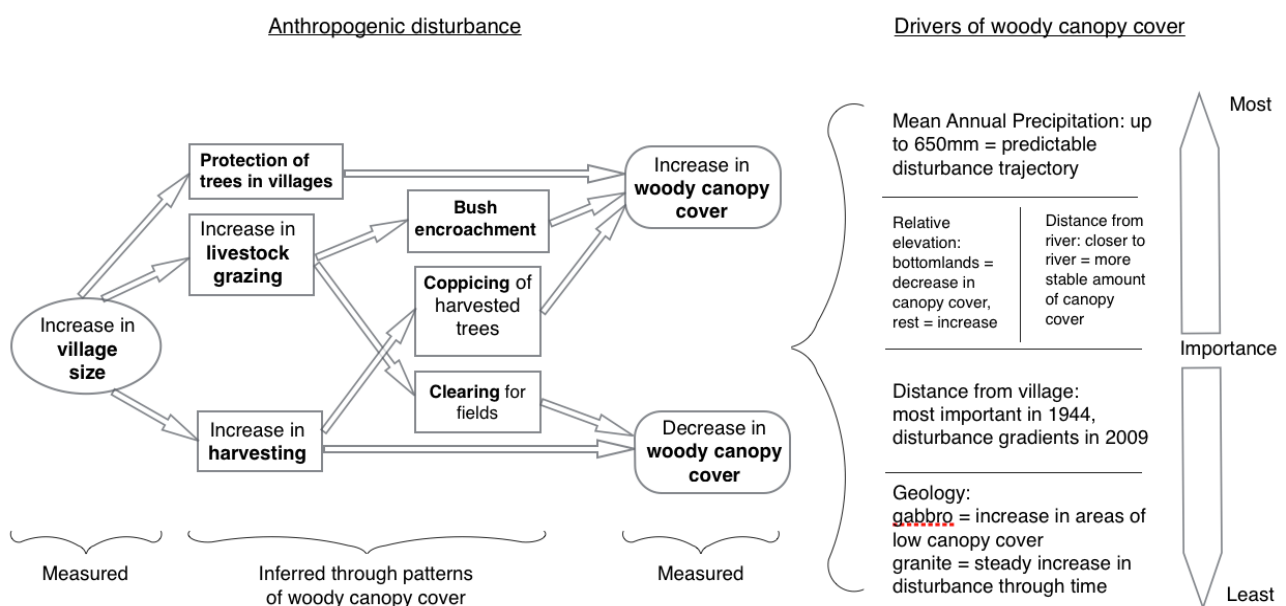 Anthropogenic disturbance
Drivers of woody canopy cover
Increase in
village
size
Protection of
trees in villages
Increase in
livestock
grazing
Increase in
harvesting
Bush
encroachment
Coppicing of
harvested
trees
Clearing for
fields
Increase in
woody canopy
cover
Decrease in
woody canopy
cover
Measured
Inferred through patterns
of woody canopy cover
Measured
Mean Annual Precipitation: up
to 650mm = predictable
disturbance trajectory
Relative
elevation:
bottomlands =
decrease in
canopy cover,
rest = increase
Distance from
river: closer to
river = more
stable amount
of canopy
cover
Distance from village:
most important in 1944,
disturbance gradients in 2009
Geology:
gabbro = increase in areas of
low canopy cover
granite = steady increase in
disturbance through time
Most
Importance
Least